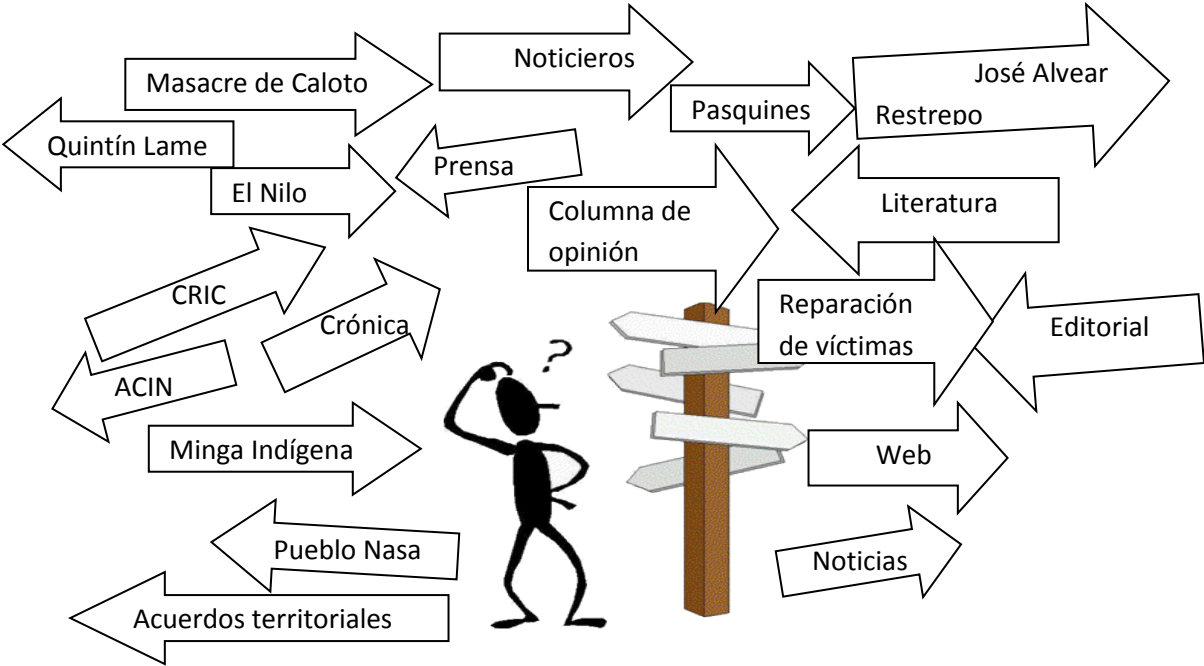 Noticieros
José Alvear
Restrepo
Masacre de Caloto
Pasquines
Quintín Lame
Prensa
El Nilo
Columna de
opinión
Literatura
CRIC
Crónica
Reparación
de víctimas
Editorial
ACIN
Minga Indígena
?
Web
Pueblo Nasa
Noticias
Acuerdos territoriales